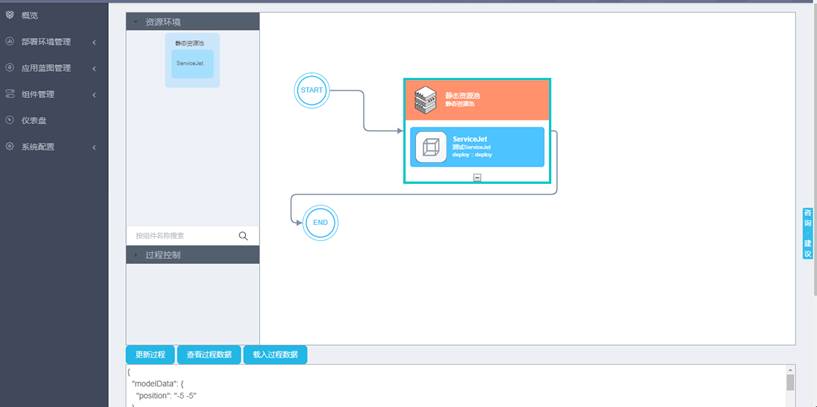 概览
部署环境管理
应用蓝图管理
组件管理
仪表盘
系统配置
资源环境
静态资源池
ServiceJet
按组件名称搜索
过程控制
START
静态资源池
静态资源池
ServiceJet
测试ServiceJet
deploy : deploy
END
更新过程
查看过程数据
载入过程数据
{
"modelData": {
"position": "-5 -5"
}
咨询
建议